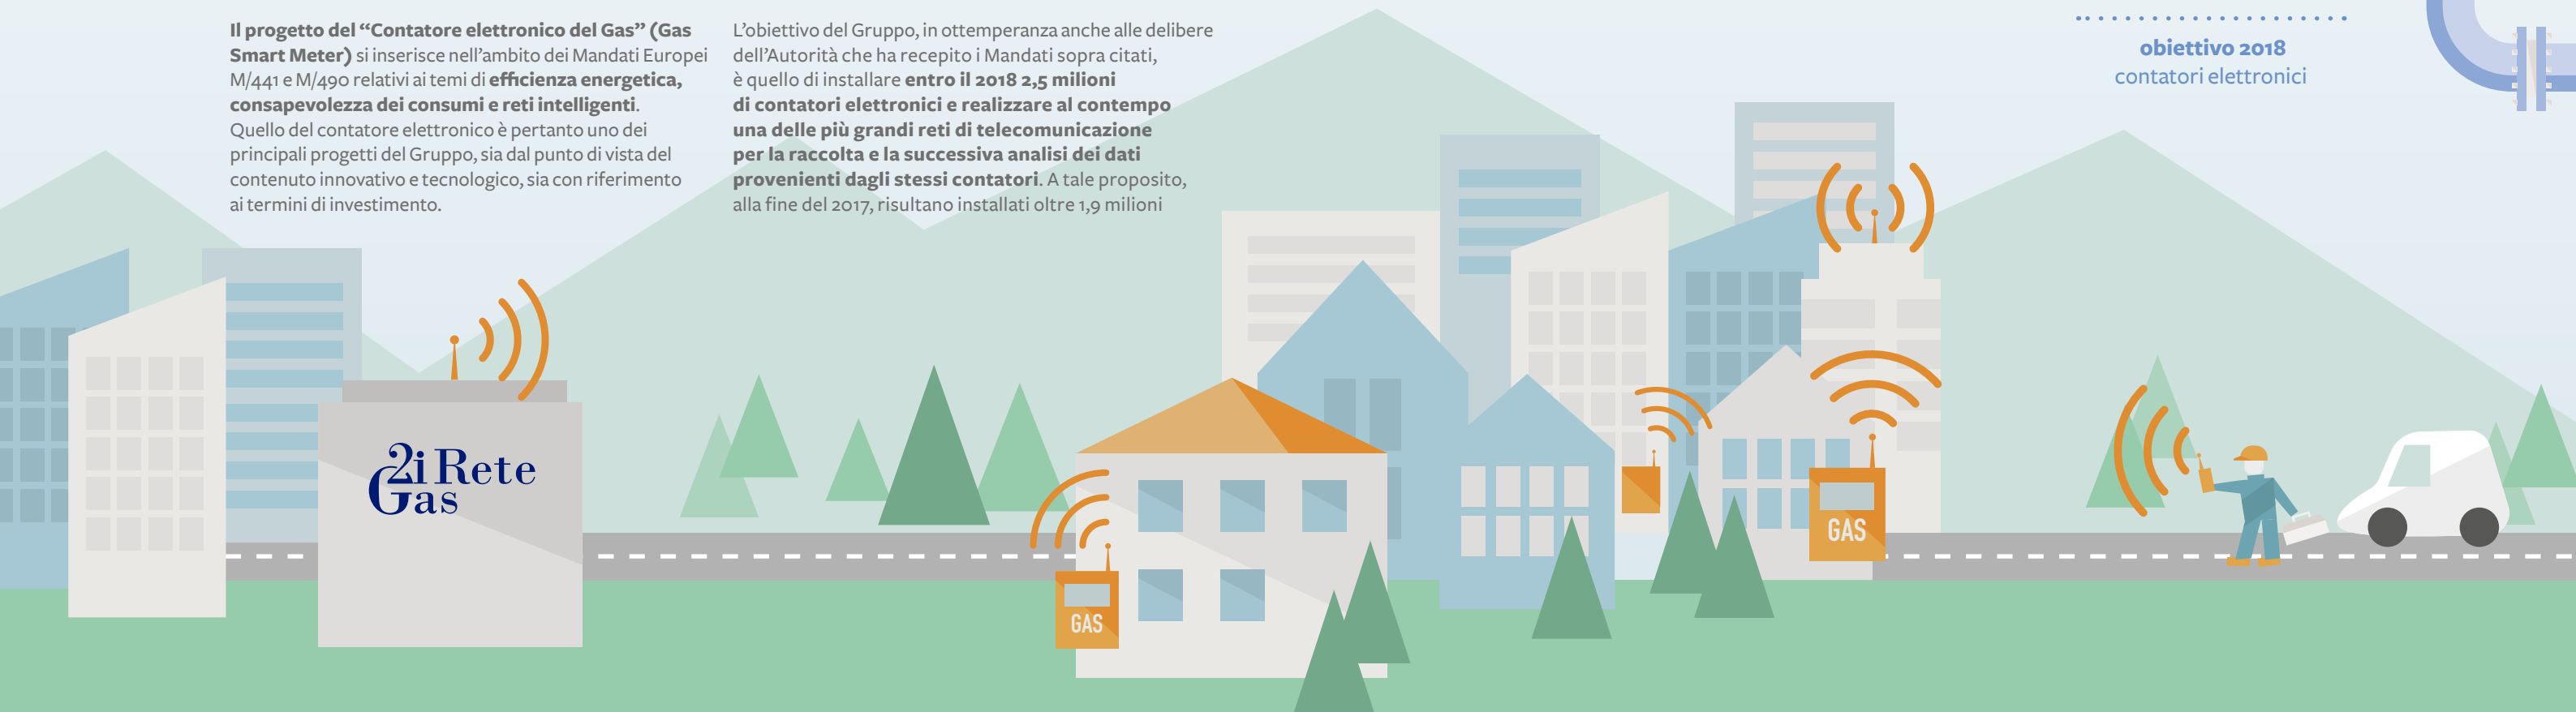 Il progetto del “Contatore elettronico del Gas” (Gas
Smart Meter) si inserisce nell’ambito dei Mandati Europei
M/441 e M/490 relativi ai temi di efficienza energetica,
consapevolezza dei consumi e reti intelligenti.
Quello del contatore elettronico è pertanto uno dei
principali progetti del Gruppo, sia dal punto di vista del
contenuto innovativo e tecnologico, sia con riferimento
ai termini di investimento.
L’obiettivo del Gruppo, in ottemperanza anche alle delibere
dell’Autorità che ha recepito i Mandati sopra citati,
è quello di installare entro il 2018 2,5 milioni
di contatori elettronici e realizzare al contempo
una delle più grandi reti di telecomunicazione
per la raccolta e la successiva analisi dei dati
provenienti dagli stessi contatori. A tale proposito,
alla fine del 2017, risultano installati oltre 1,9 milioni
obiettivo 2018
contatori elettronici
2i Rete
Gas
GAS
GAS